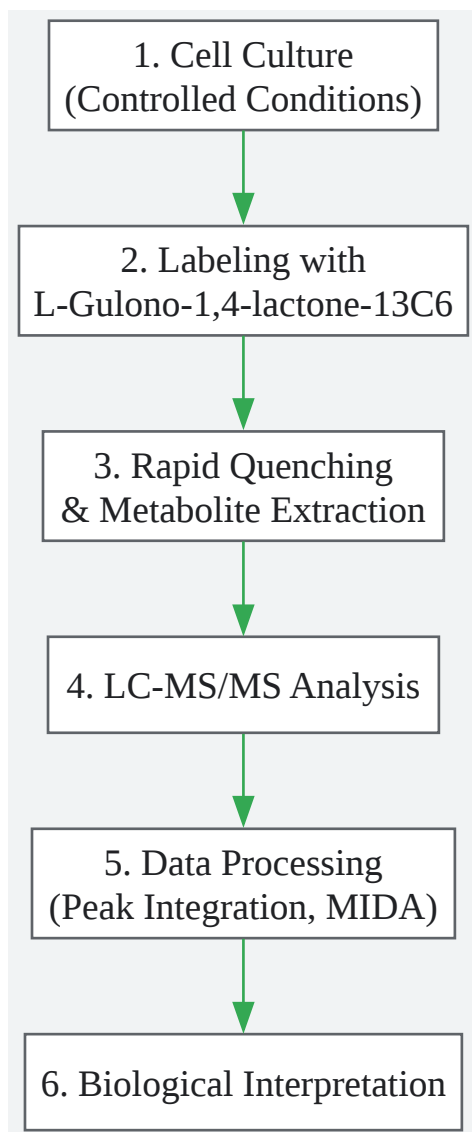 1. Cell Culture
(Controlled Conditions)
2. Labeling with
L-Gulono-1,4-lactone-13C6
3. Rapid Quenching
& Metabolite Extraction
4. LC-MS/MS Analysis
5. Data Processing
(Peak Integration, MIDA)
6. Biological Interpretation